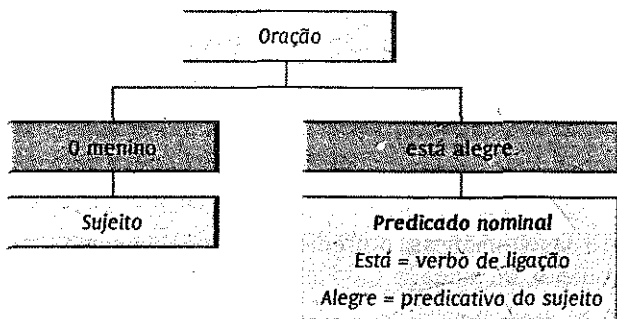 Oração
O menino
está alegre
Sujeito
Predicado nominal
Está = verbo de ligação
Alegre = predicativo do sujeito